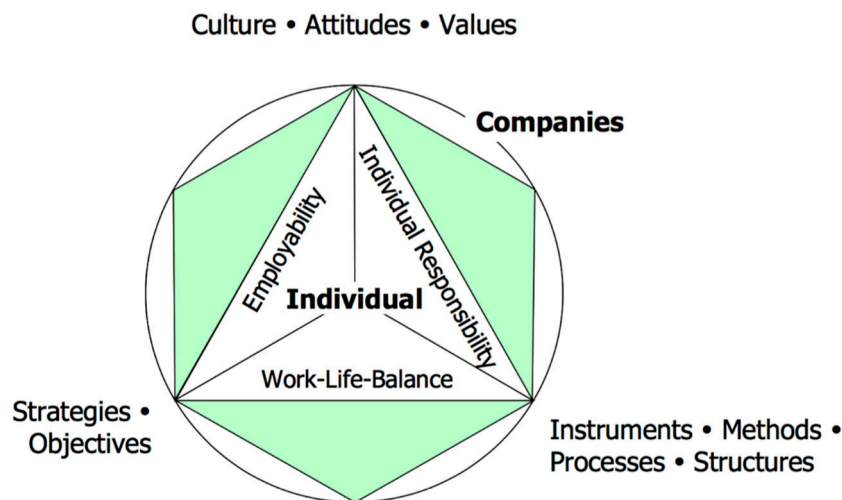 Culture • Attitudes • Values
Companies
Individual Responsibility
Employability
Individual
Work-Life-Balance
Strategies •
Objectives
Instruments • Methods •
Processes • Structures